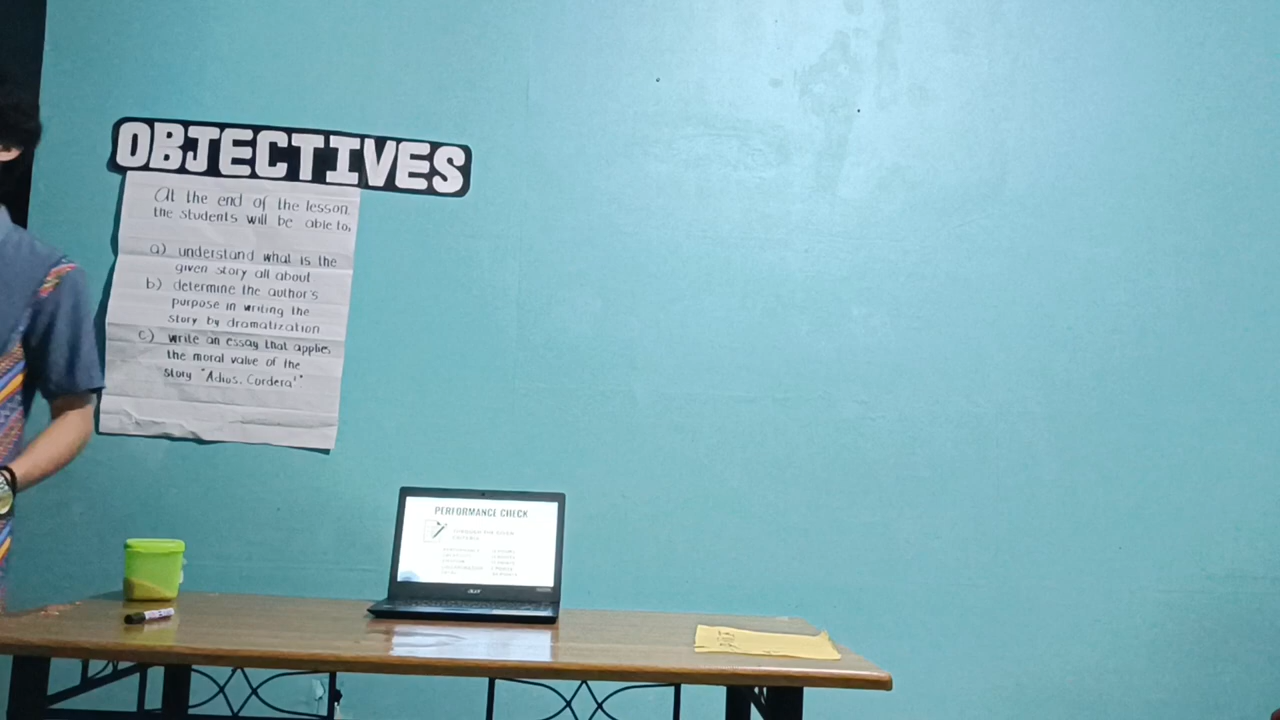 OBJECTIVES
At the end of the lesson,
the students will be able to,
a) understand what is the
given story all about
b) determine the author's
purpose in writing the
story by dramatization
c) write an essay that applies
the moral value of the
story "Adios, Cordera!"
PERFORMANCE CHECK
acer